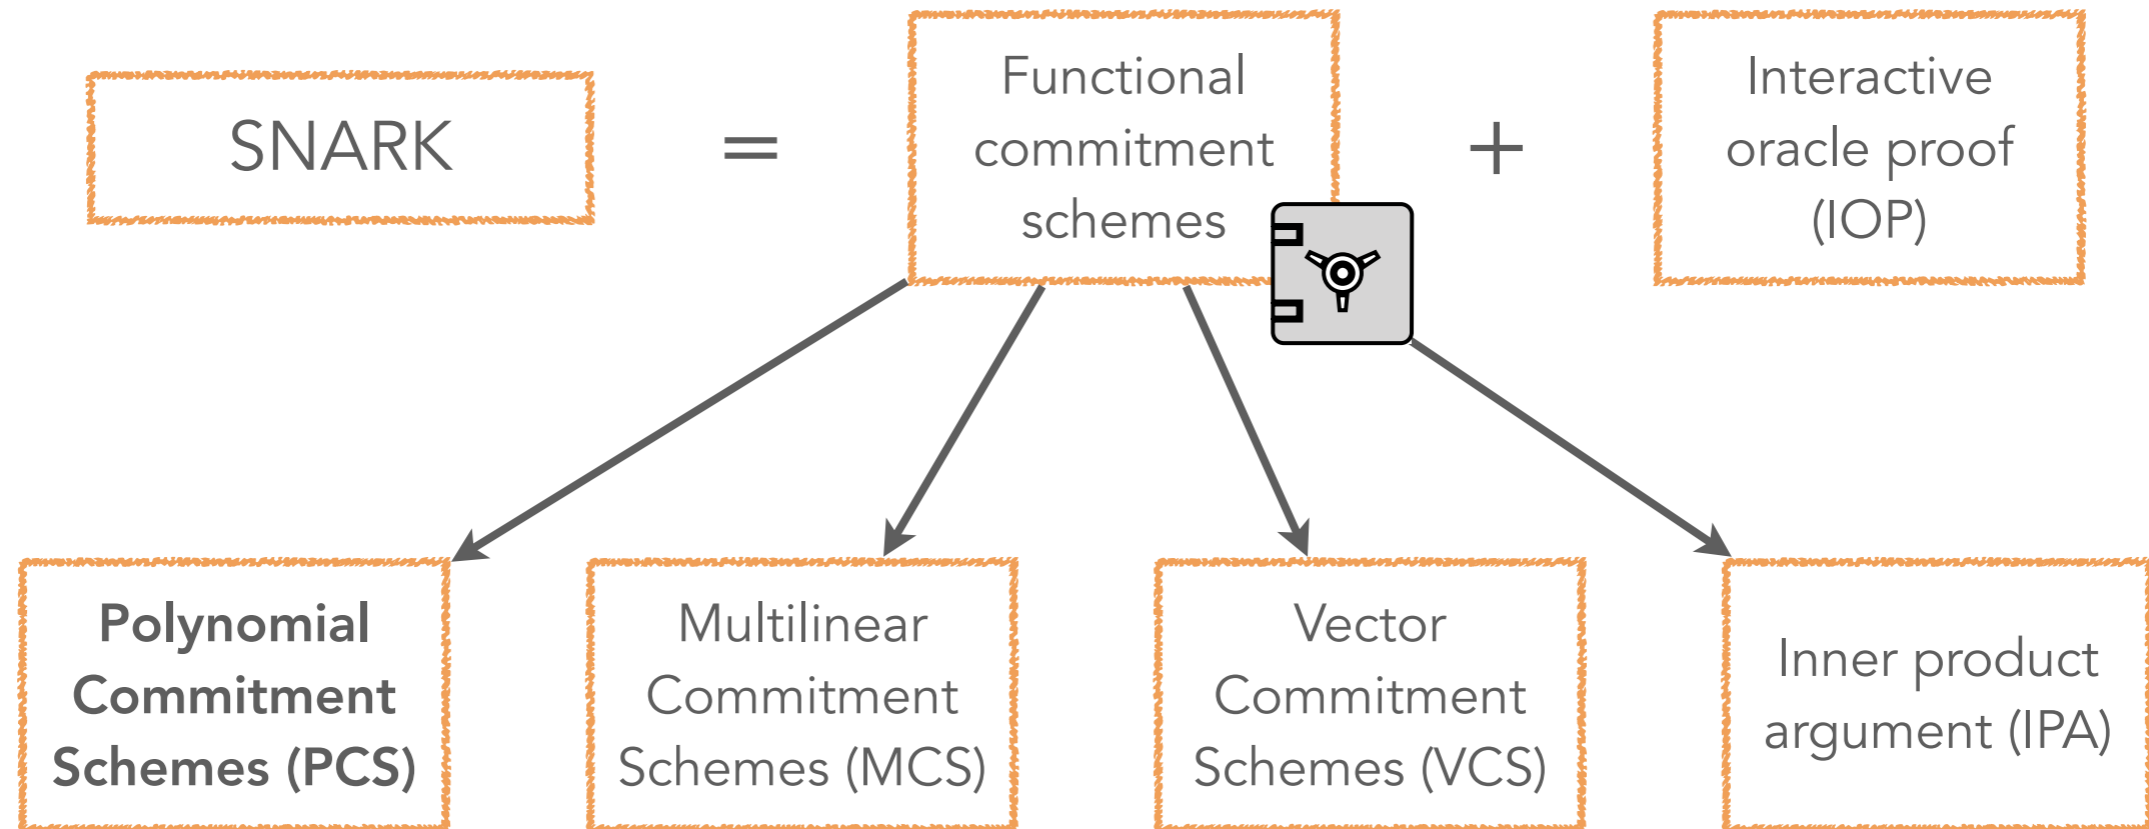 SNARK
=
Functional
commitment
schemes
+
Interactive
oracle proof
(IOP)
Polynomial
Commitment
Schemes (PCS)
Multilinear
Commitment
Schemes (MCS)
Vector
Commitment
Schemes (VCS)
Inner product
argument (IPA)